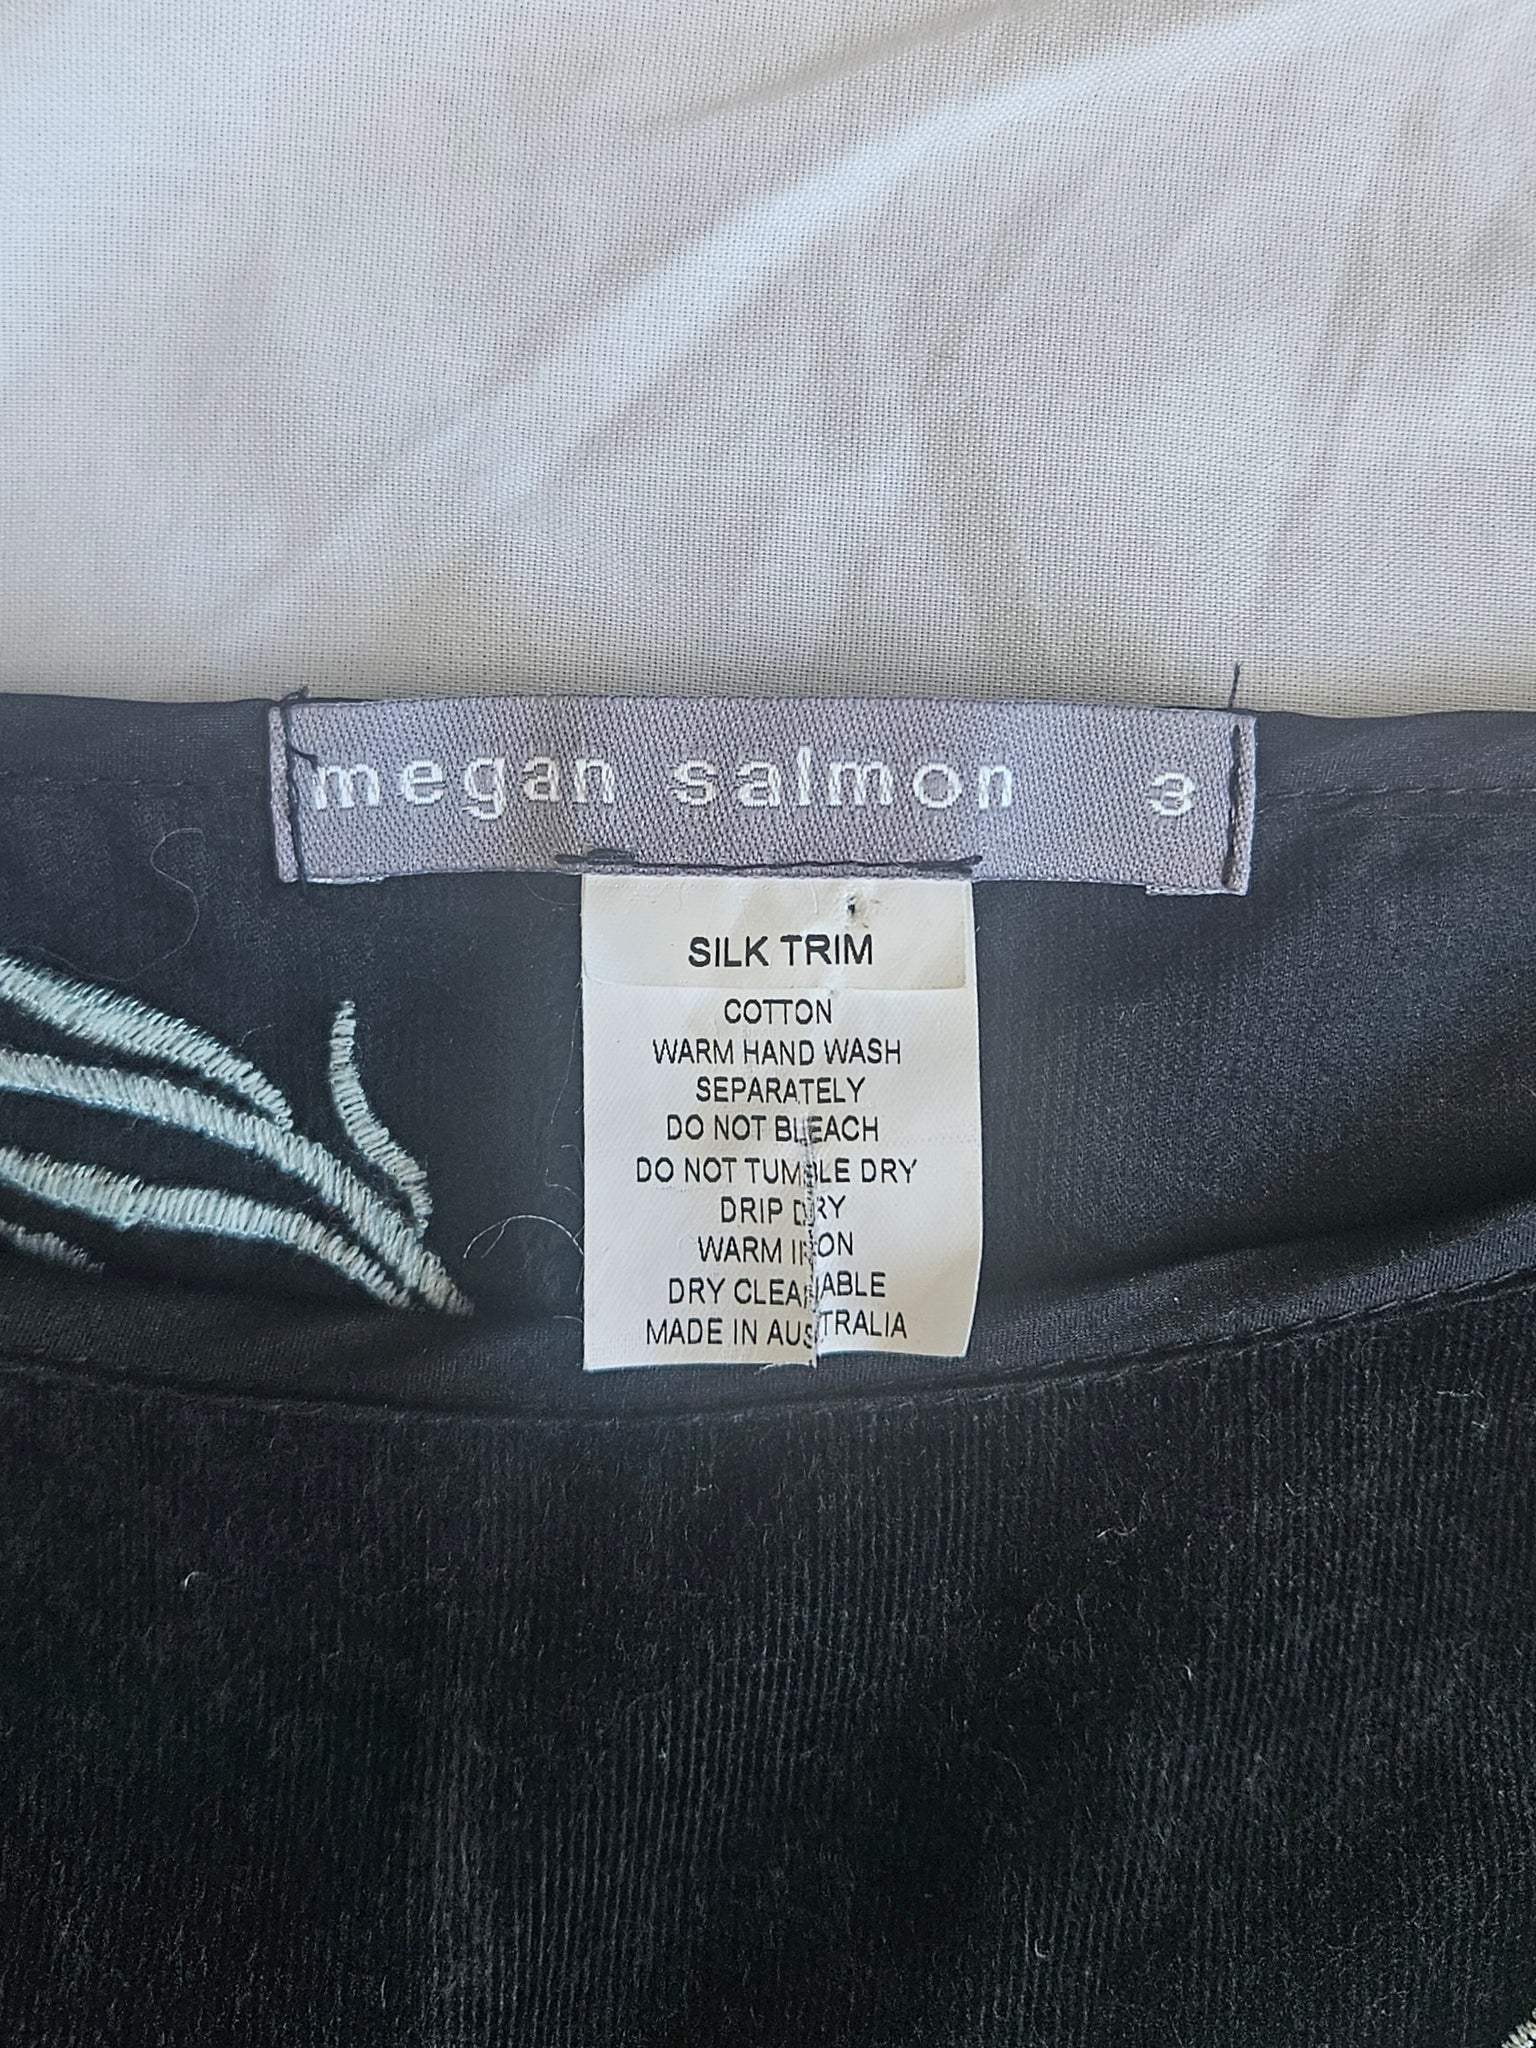 megan salmon 3
SILK TRIM
COTTON
WARM HAND WASH
SEPARATELY
DO NOT BLEACH
DO NOT TUMBLE DRY
DRIP DRY
WARM IRON
DRY CLEANABLE
MADE IN AUSTRALIA